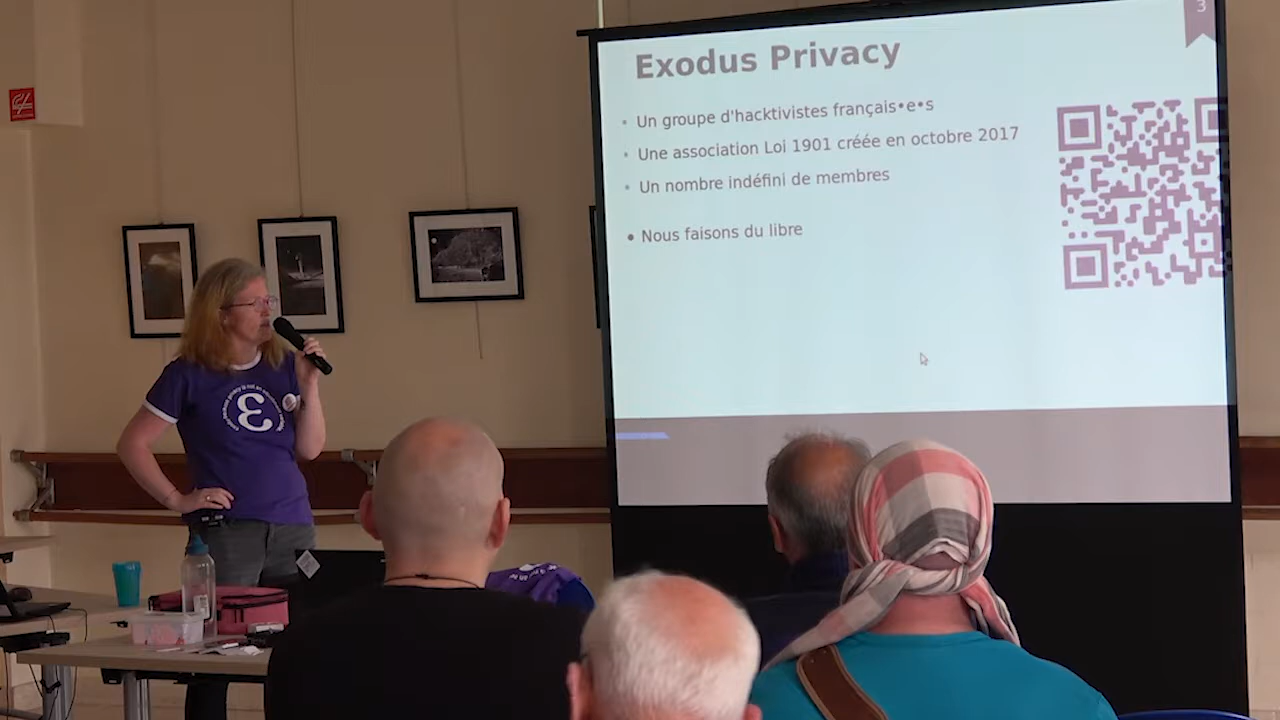 3
Exodus Privacy
• Un groupe d'hacktivistes français•e•s
• Une association Loi 1901 créée en octobre 2017
• Un nombre indéfini de membres
• Nous faisons du libre
ε